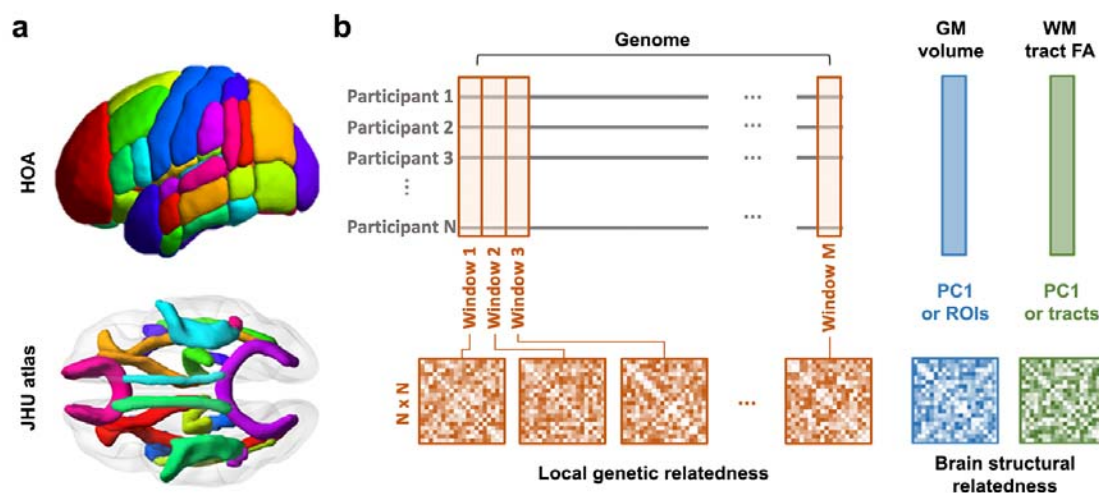 a
HOA
JHU atlas
b
Genome
Participant 1
Participant 2
Participant 3
⋮
Participant N
...
...
...
...
Window 1
Window 2
Window 3
Window M
N x N
...
Local genetic relatedness
GM
volume
WM
tract FA
PC1
or ROIs
PC1
or tracts
Brain structural
relatedness